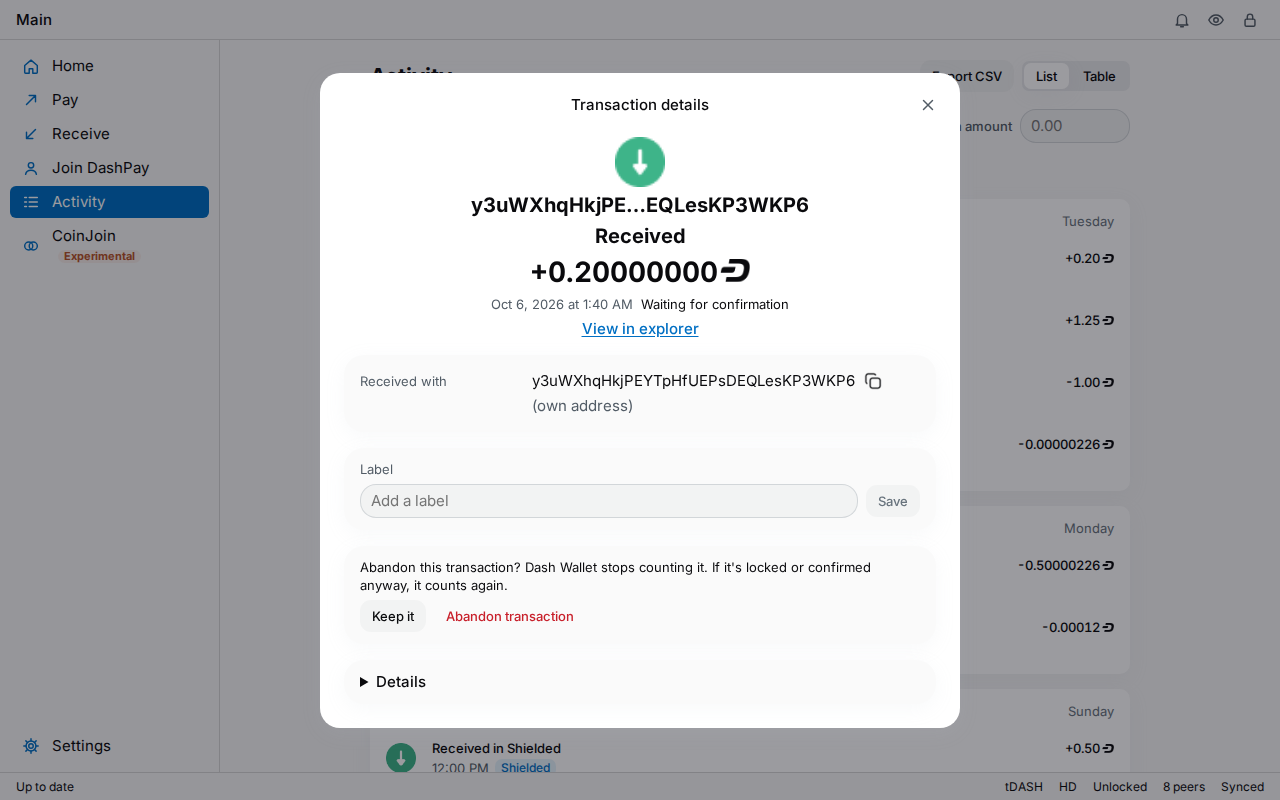 Main
Home
Pay
Receive
Join DashPay
Activity
CoinJoin
Experimental
Settings
List
Table
amount
0.00
Transaction details
y3uWXhqHkjPE...EQLesKP3WKP6
Received
+0.20000000
Oct 6, 2026 at 1:40 AM Waiting for confirmation
View in explorer
Received with
y3uWXhqHkjPEYTpHfUEPsDEQLesKP3WKP6
(own address)
Label
Add a label
Save
Abandon this transaction? Dash Wallet stops counting it. If it's locked or confirmed
anyway, it counts again.
Keep it
Abandon transaction
Details
Tuesday
+0.20
+1.25
-1.00
-0.00000226
Monday
-0.50000226
-0.00012
Sunday
Received in Shielded
+0.50
12:00 PM Shielded
Up to date
tDASH HD Unlocked 8 peers Synced